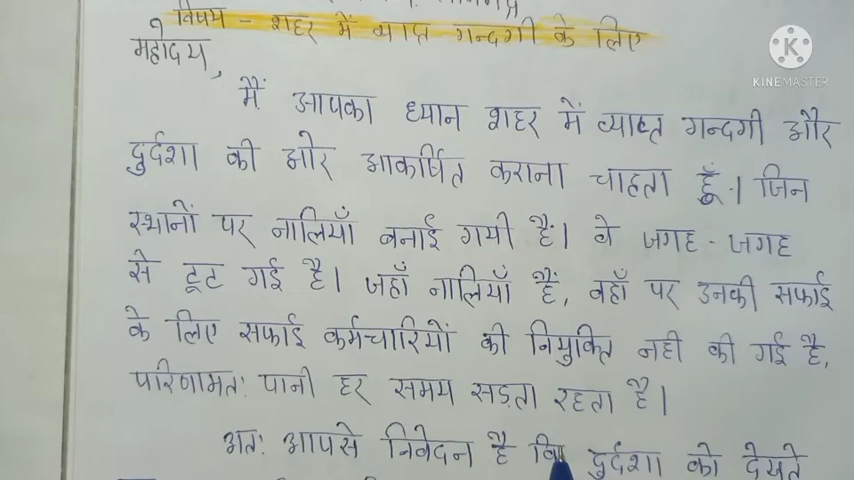 विषय - शहर में व्याप्त गन्दगी के लिए
महोदय,
KINEMASTER
मैं आपका ध्यान शहर में व्याप्त गन्दगी और
दुर्दशा की ओर आकर्षित कराना चाहता हूँ। जिन
स्थानों पर नालियाँ बनाई गयी हैं। वे जगह - जगह
से टूट गई है। जहाँ नालियाँ हैं, वहाँ पर उनकी सफाई
के लिए सफाई कर्मचारियों की नियुक्ति नही की गई है,
परिणामतः पानी हर समय सड़ता रहता है।
अतः आपसे निवेदन है कि दुर्दशा को देखते